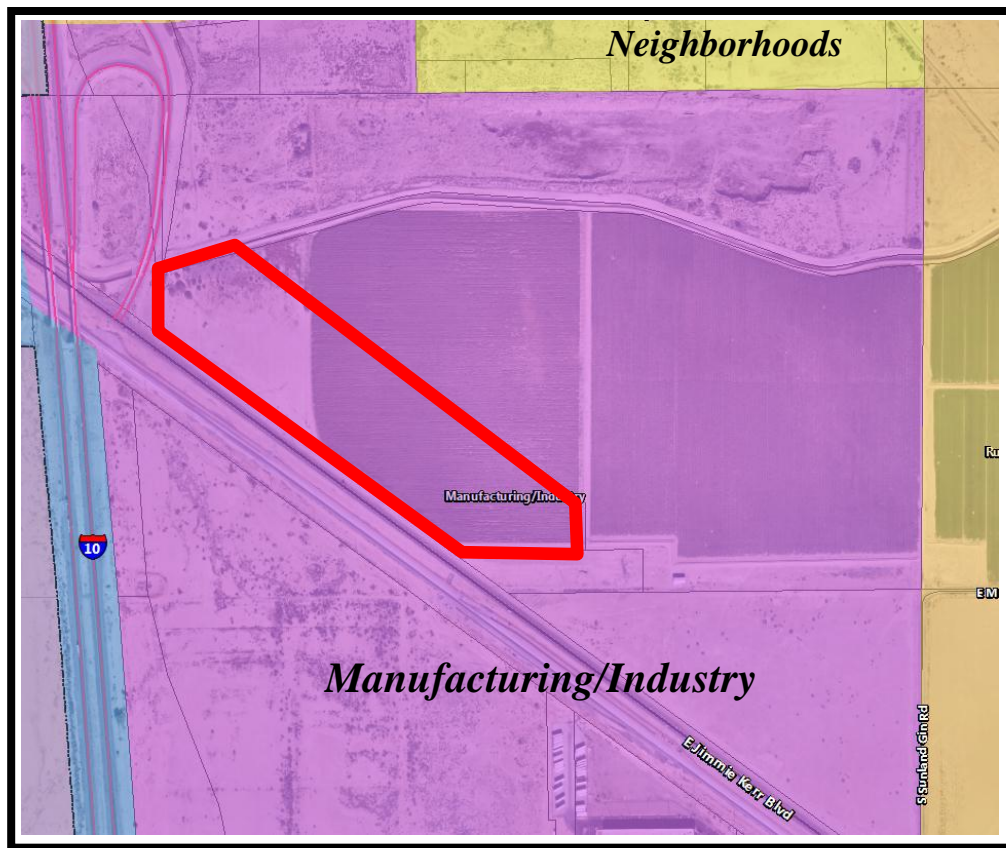 Neighborhoods
Manufacturing/Industry
10
Manufacturing/Industry
E Jimmie Kerr Blvd
S Sunland Gin Rd